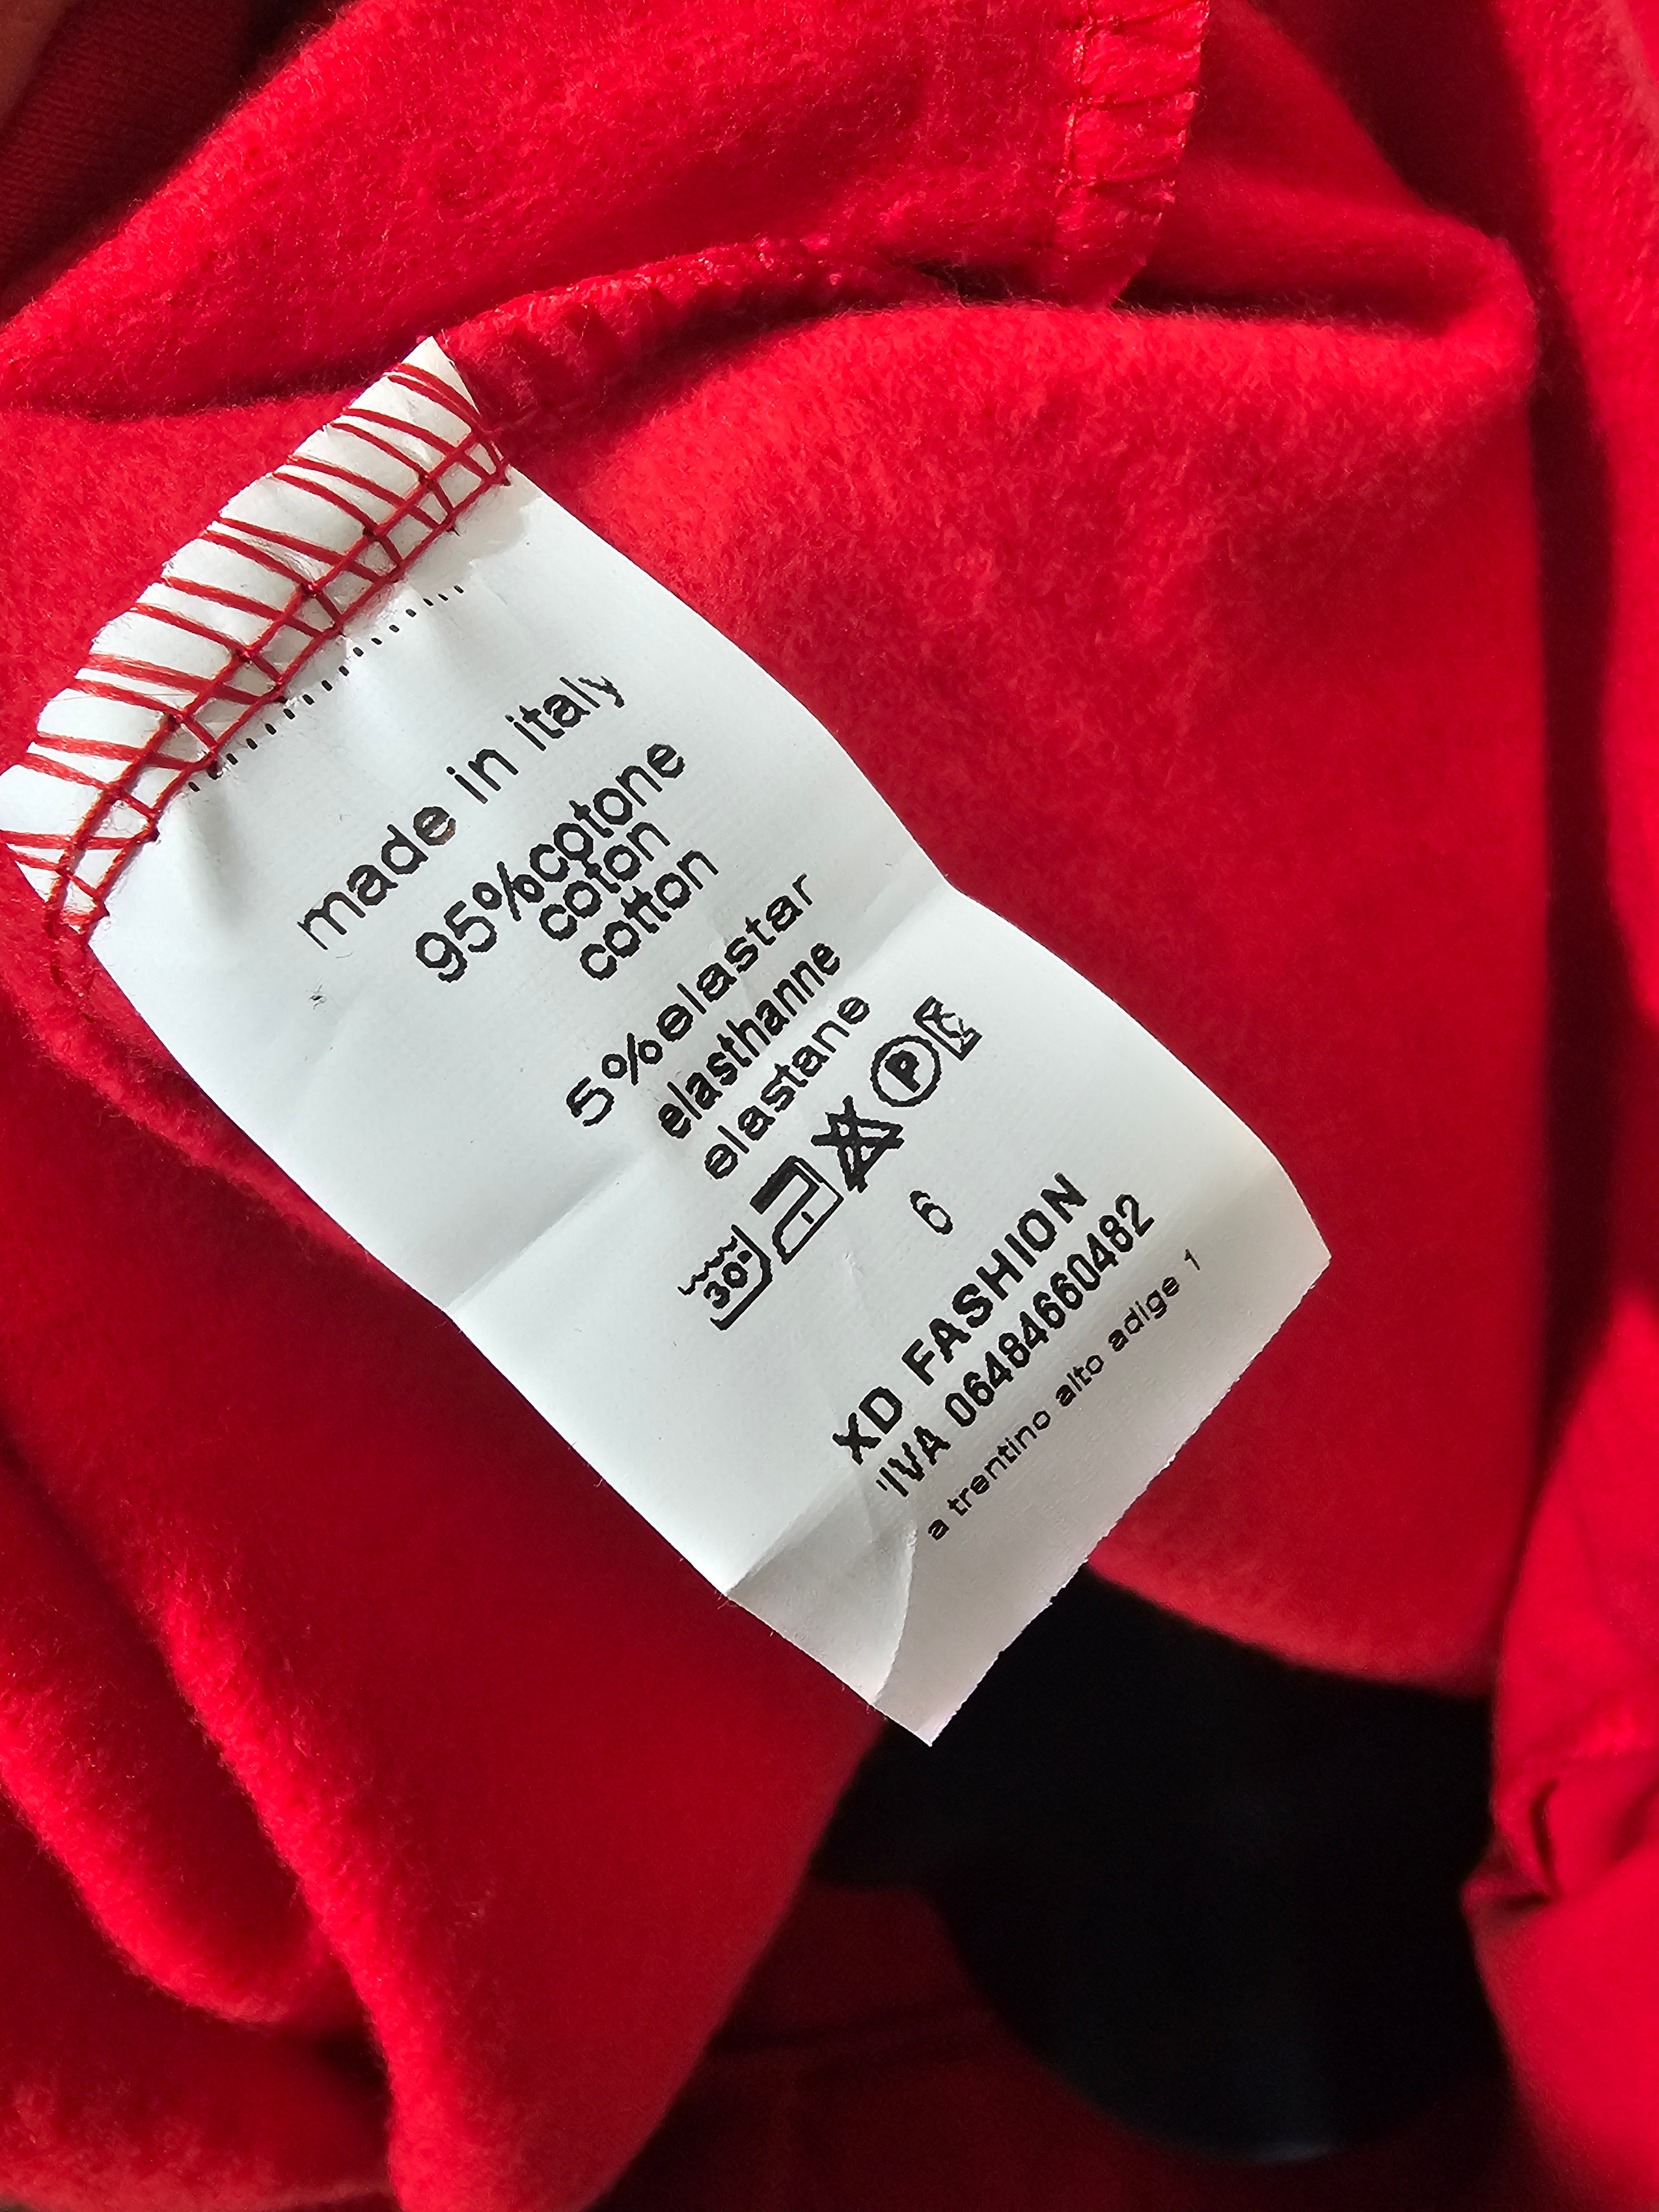 made in italy
95%cotone
coton
cotton
5%elastar
elasthanne
elastane
30° P
6
XD FASHION
'IVA 06484660482
a trentino alto adige 1